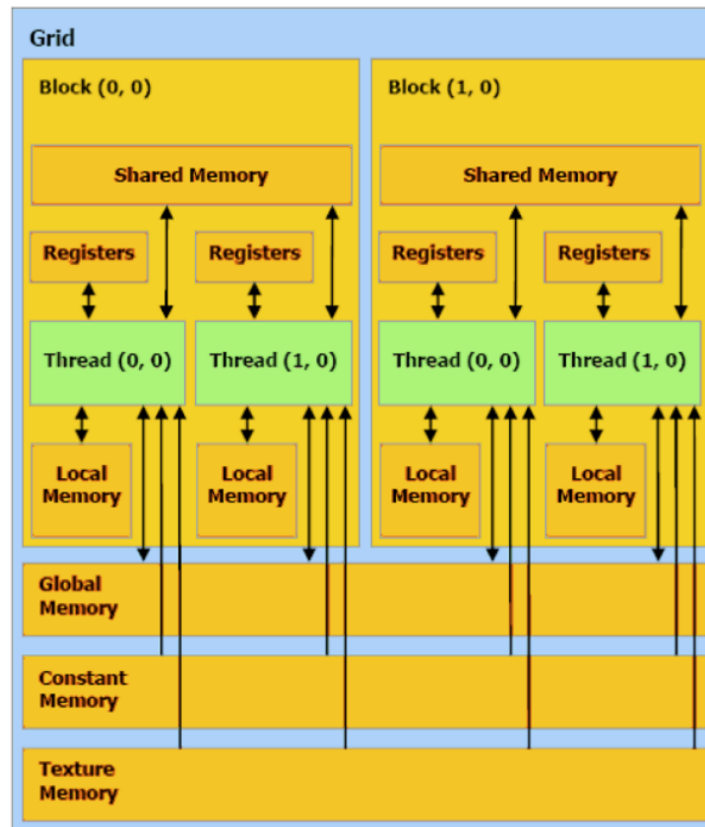 Grid
Block (0, 0)
Block (1, 0)
Shared Memory
Shared Memory
Registers
Registers
Registers
Registers
Thread (0, 0)
Thread (1, 0)
Thread (0, 0)
Thread (1, 0)
Local
Memory
Local
Memory
Local
Memory
Local
Memory
Global
Memory
Constant
Memory
Texture
Memory